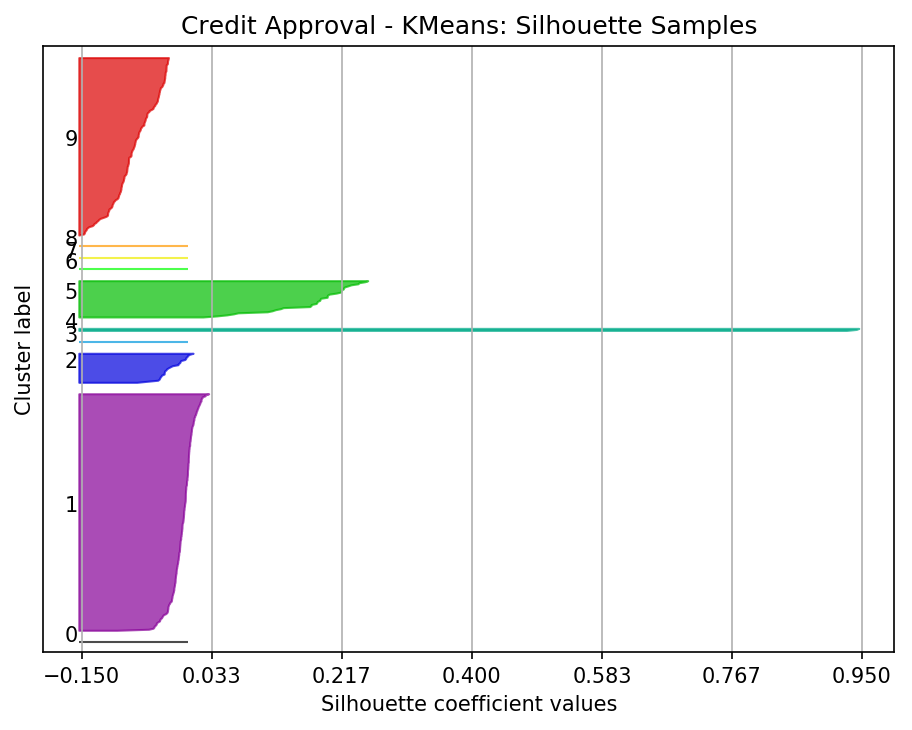 Credit Approval - KMeans: Silhouette Samples
Cluster label
9
8
7
6
5
4
3
2
1
0
−0.150 0.033 0.217 0.400 0.583 0.767 0.950
Silhouette coefficient values